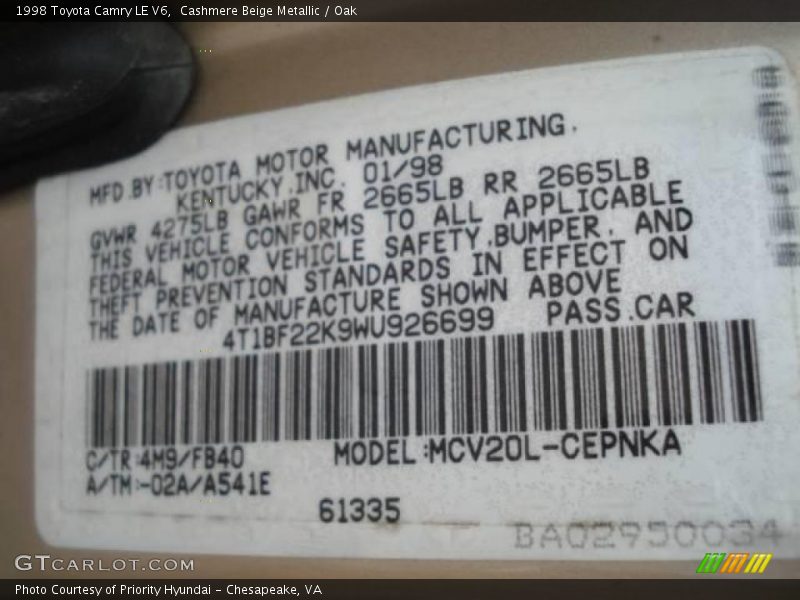 1998 Toyota Camry LE V6,  Cashmere Beige Metallic / Oak
MFD.BY:TOYOTA MOTOR MANUFACTURING,
KENTUCKY,INC. 01/98
GVWR 4275LB GAWR FR 2665LB RR 2665LB
THIS VEHICLE CONFORMS TO ALL APPLICABLE
FEDERAL MOTOR VEHICLE SAFETY,BUMPER, AND
THEFT PREVENTION STANDARDS IN EFFECT ON
THE DATE OF MANUFACTURE SHOWN ABOVE
4T1BF22K9WU926699 PASS.CAR
C/TR:4M9/FB40 MODEL:MCV20L-CEPNKA
A/TM:-02A/A541E
61335
BA02950034
GTCARLOT.COM
Photo Courtesy of Priority Hyundai - Chesapeake, VA